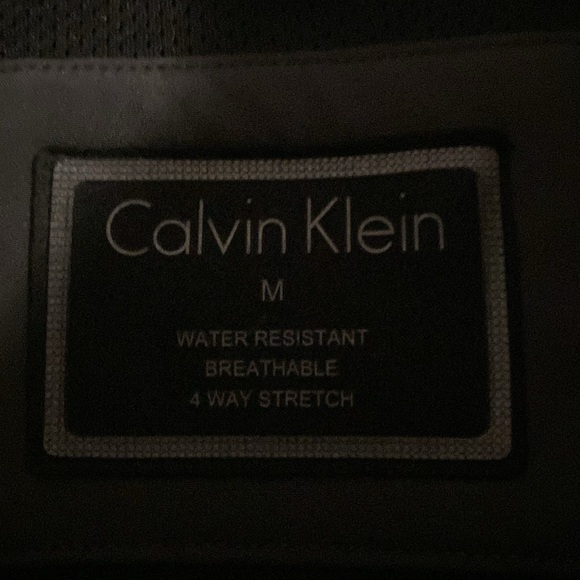 Calvin Klein
M
WATER RESISTANT
BREATHABLE
4 WAY STRETCH